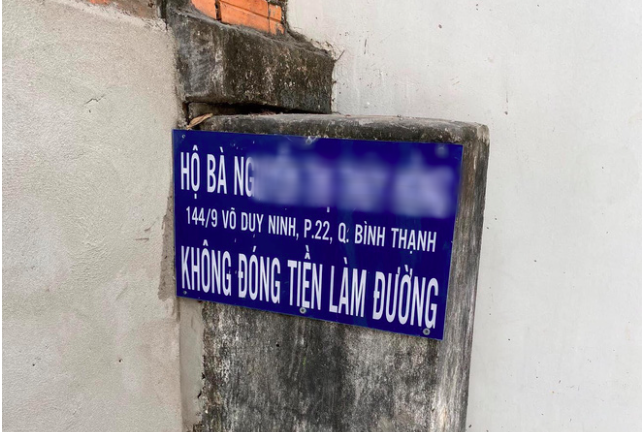 HỘ BÀ
144/9 VÕ DUY NINH, P.22, Q. BÌNH THẠNH
KHÔNG ĐÓNG TIỀN LÀM ĐƯỜNG